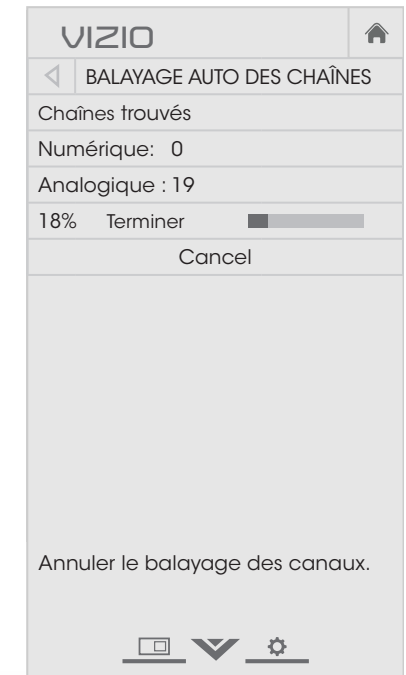 VIZIO
BALAYAGE AUTO DES CHAÎNES
Chaînes trouvés
Numérique: 0
Analogique : 19
18% Terminer
Cancel
Annuler le balayage des canaux.